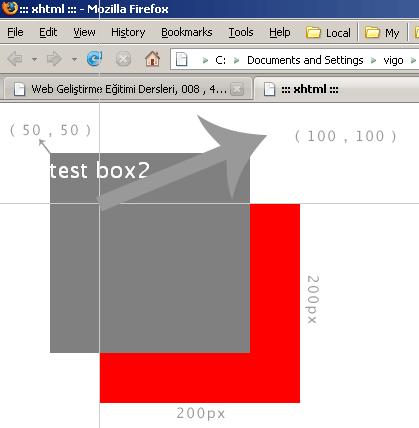 ::: xhtml ::: - Mozilla Firefox
File Edit View History Bookmarks Tools Help Local My
C: Documents and Settings vigo
Web Geliştirme Eğitimi Dersleri, 008 , 4... ::: xhtml :::
( 50 , 50 ) ( 100 , 100 )
test box2
200px
200px